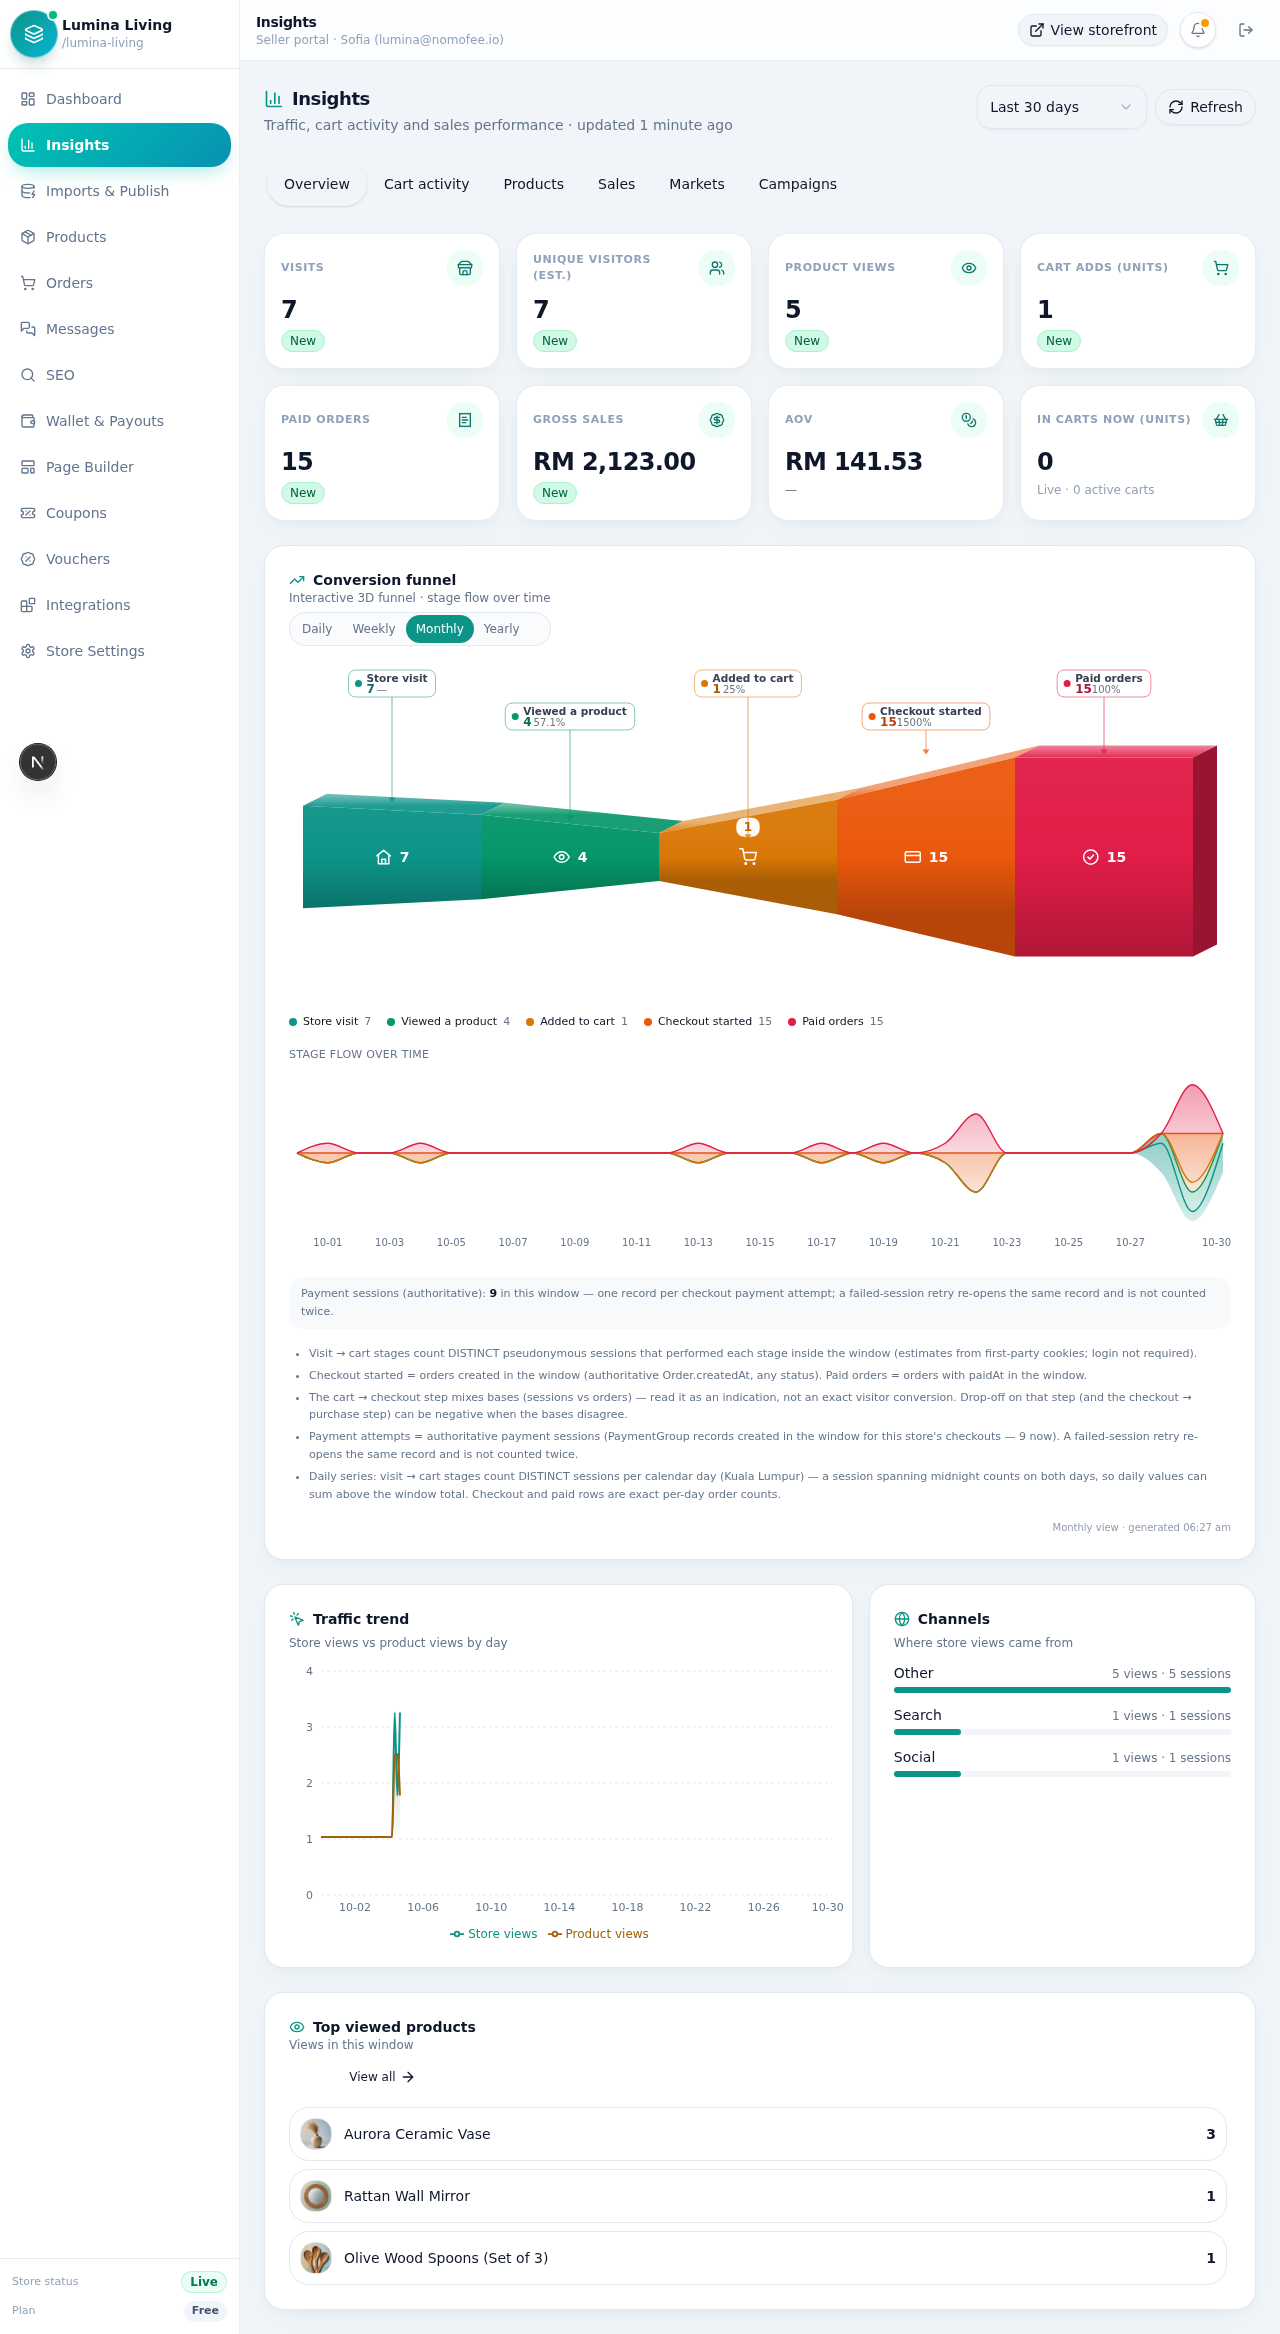 Lumina Living
/lumina-living
Dashboard
Insights
Imports & Publish
Products
Orders
Messages
SEO
Wallet & Payouts
Page Builder
Coupons
Vouchers
Integrations
Store Settings
N
Store status
Live
Plan
Free
Insights
Seller portal · Sofia (lumina@nomofee.io)
View storefront
Insights
Traffic, cart activity and sales performance · updated 1 minute ago
Last 30 days
Refresh
Overview
Cart activity
Products
Sales
Markets
Campaigns
VISITS
7
New
UNIQUE VISITORS
(EST.)
7
New
PRODUCT VIEWS
5
New
CART ADDS (UNITS)
1
New
PAID ORDERS
15
New
GROSS SALES
RM 2,123.00
New
AOV
RM 141.53
—
IN CARTS NOW (UNITS)
0
Live · 0 active carts
Conversion funnel
Interactive 3D funnel · stage flow over time
Daily
Weekly
Monthly
Yearly
Store visit
7 —
Viewed a product
4 57.1%
Added to cart
1 25%
Checkout started
15 1500%
Paid orders
15 100%
7
4
1
15
15
Store visit 7
Viewed a product 4
Added to cart 1
Checkout started 15
Paid orders 15
STAGE FLOW OVER TIME
10-01
10-03
10-05
10-07
10-09
10-11
10-13
10-15
10-17
10-19
10-21
10-23
10-25
10-27
10-30
Payment sessions (authoritative): 9 in this window — one record per checkout payment attempt; a failed-session retry re-opens the same record and is not counted
twice.
• Visit → cart stages count DISTINCT pseudonymous sessions that performed each stage inside the window (estimates from first-party cookies; login not required).
• Checkout started = orders created in the window (authoritative Order.createdAt, any status). Paid orders = orders with paidAt in the window.
• The cart → checkout step mixes bases (sessions vs orders) — read it as an indication, not an exact visitor conversion. Drop-off on that step (and the checkout →
purchase step) can be negative when the bases disagree.
• Payment attempts = authoritative payment sessions (PaymentGroup records created in the window for this store's checkouts — 9 now). A failed-session retry re-
opens the same record and is not counted twice.
• Daily series: visit → cart stages count DISTINCT sessions per calendar day (Kuala Lumpur) — a session spanning midnight counts on both days, so daily values can
sum above the window total. Checkout and paid rows are exact per-day order counts.
Monthly view · generated 06:27 am
Traffic trend
Store views vs product views by day
4
3
2
1
0
10-02
10-06
10-10
10-14
10-18
10-22
10-26
10-30
Store views
Product views
Channels
Where store views came from
Other
5 views · 5 sessions
Search
1 views · 1 sessions
Social
1 views · 1 sessions
Top viewed products
Views in this window
View all →
Aurora Ceramic Vase
3
Rattan Wall Mirror
1
Olive Wood Spoons (Set of 3)
1